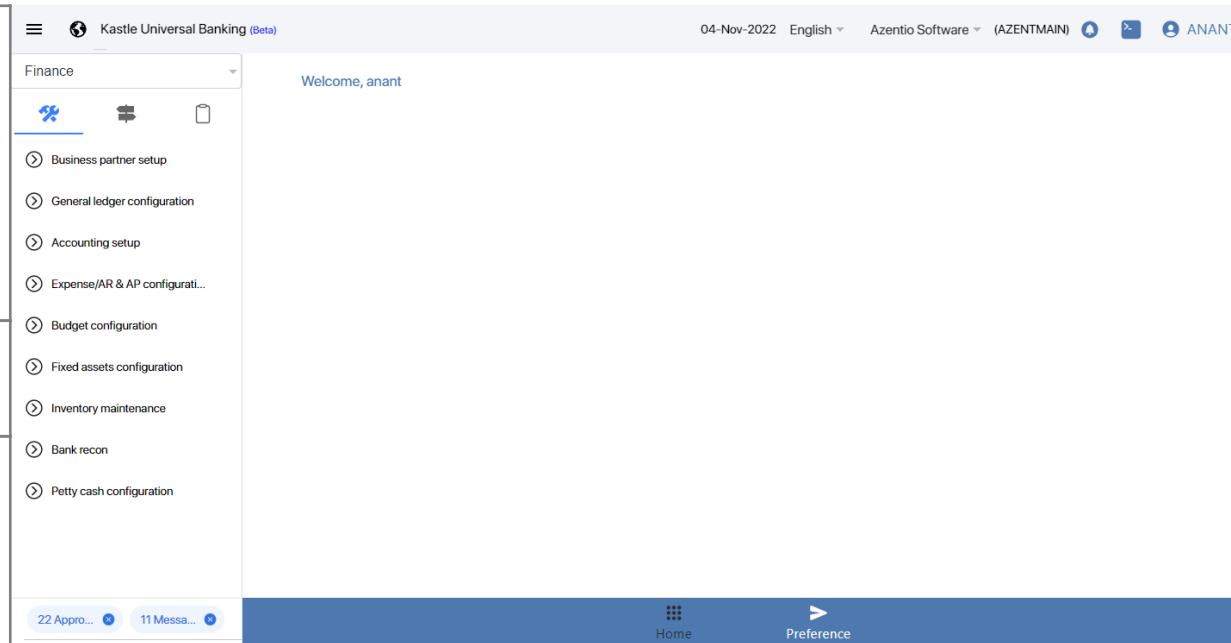 Kastle Universal Banking (Beta) 04-Nov-2022 English Azentio Software (AZENTMAIN) ANANT
Finance
Welcome, anant
Business partner setup
General ledger configuration
Accounting setup
Expense/AR & AP configurati...
Budget configuration
Fixed assets configuration
Inventory maintenance
Bank recon
Petty cash configuration
22 Appro... 11 Messa...
Home Preference